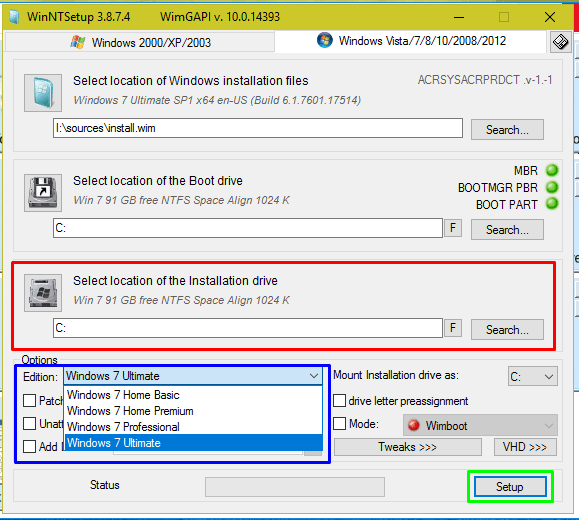 WinNTSetup 3.8.7.4 WimGAPI v. 10.0.14393
Windows 2000/XP/2003 Windows Vista/7/8/10/2008/2012
Select location of Windows installation files ACRSYSACRPRDCT .v-1.-1
Windows 7 Ultimate SP1 x64 en-US (Build 6.1.7601.17514)
I:\sources\install.wim Search...
MBR
Select location of the Boot drive BOOTMGR PBR
Win 7 91 GB free NTFS Space Align 1024 K BOOT PART
C: F Search...
Select location of the Installation drive
Win 7 91 GB free NTFS Space Align 1024 K
C: F Search...
Options
Edition: Windows 7 Ultimate Mount Installation drive as: C:
Windows 7 Home Basic
Patc drive letter preassignment
Windows 7 Home Premium
Unatt Windows 7 Professional Mode: Wimboot
Add Windows 7 Ultimate Tweaks >>> VHD >>>
Status Setup